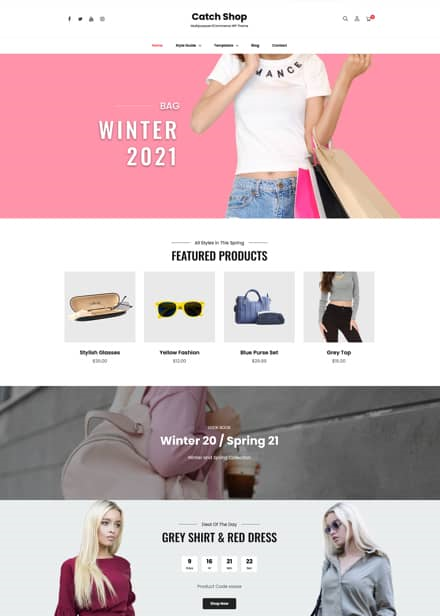 Catch Shop
Multipurpose ECommerce WP Theme
Home
Style Guide
Templates
Blog
Contact
MANCE
BAG
WINTER
2021
All Styles In This Spring
FEATURED PRODUCTS
Stylish Glasses
Yellow Fashion
Blue Purse Set
Grey Top
$35.00
$12.00
$29.99
$15.00
LOOK BOOK
Winter 20 / Spring 21
Winter and Spring Collection
Deal Of The Day
GREY SHIRT & RED DRESS
9 16 21 23
Days Hr Min Sec
Product Code
Shop Now